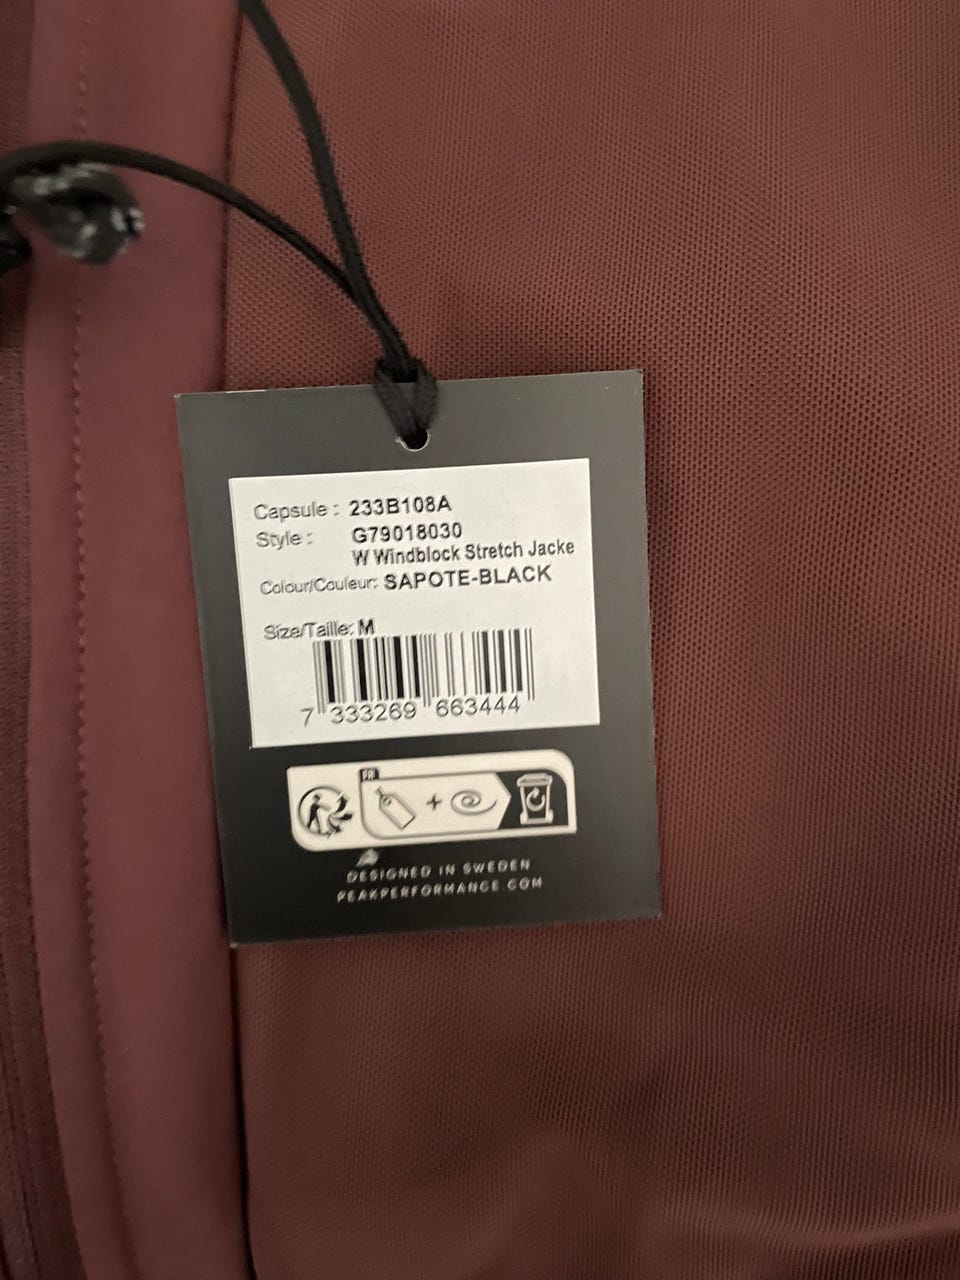 Capsule : 233B108A
Style : G79018030
W Windblock Stretch Jacke
Colour/Couleur: SAPOTE-BLACK
Size/Taille: M
7 333269 663444
FR
+
DESIGNED IN SWEDEN
PEAKPERFORMANCE.COM